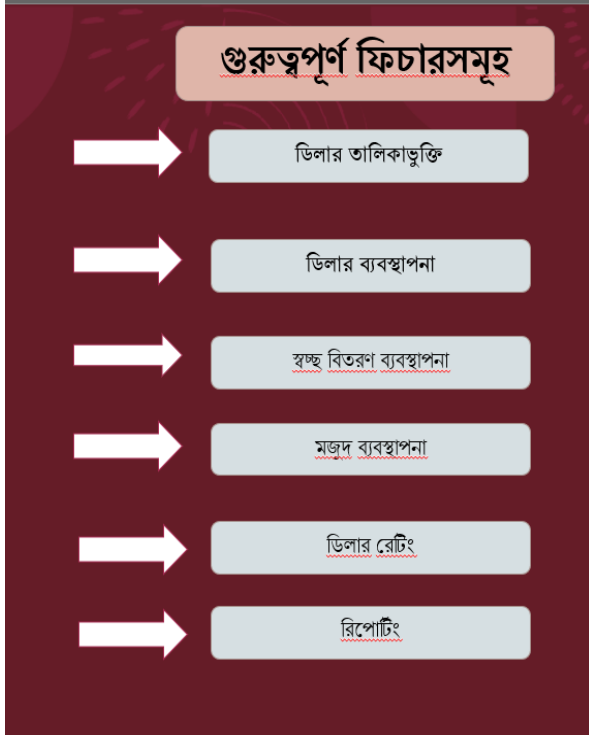 গুরুত্বপূর্ণ ফিচারসমূহ
ডিলার তালিকাভুক্তি
ডিলার ব্যবস্থাপনা
স্বচ্ছ বিতরণ ব্যবস্থাপনা
মজুদ ব্যবস্থাপনা
ডিলার রেটিং
রিপোর্টিং